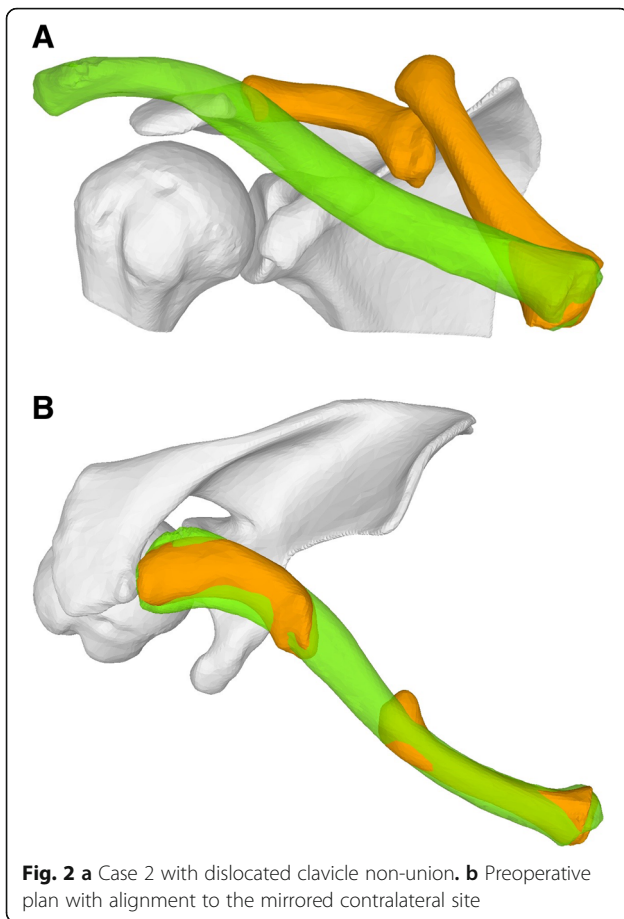 A
B
Fig. 2 a Case 2 with dislocated clavicle non-union. b Preoperative
plan with alignment to the mirrored contralateral site